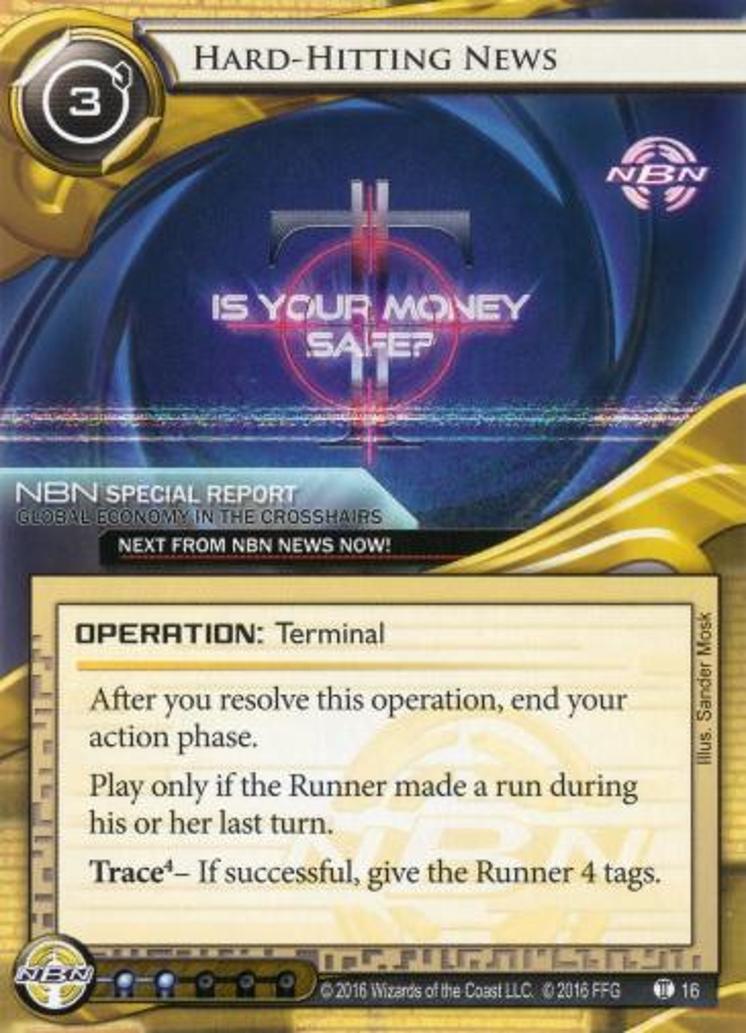 3
HARD-HITTING NEWS
NBN
IS YOUR MONEY
SAFE?
NBN SPECIAL REPORT
GLOBAL ECONOMY IN THE CROSSHAIRS
NEXT FROM NBN NEWS NOW!
OPERATION: Terminal
After you resolve this operation, end your
action phase.
Play only if the Runner made a run during
his or her last turn.
Trace⁴– If successful, give the Runner 4 tags.
Illus. Sander Mosk
NBN
NBN
© 2016 Wizards of the Coast LLC. © 2016 FFG
16